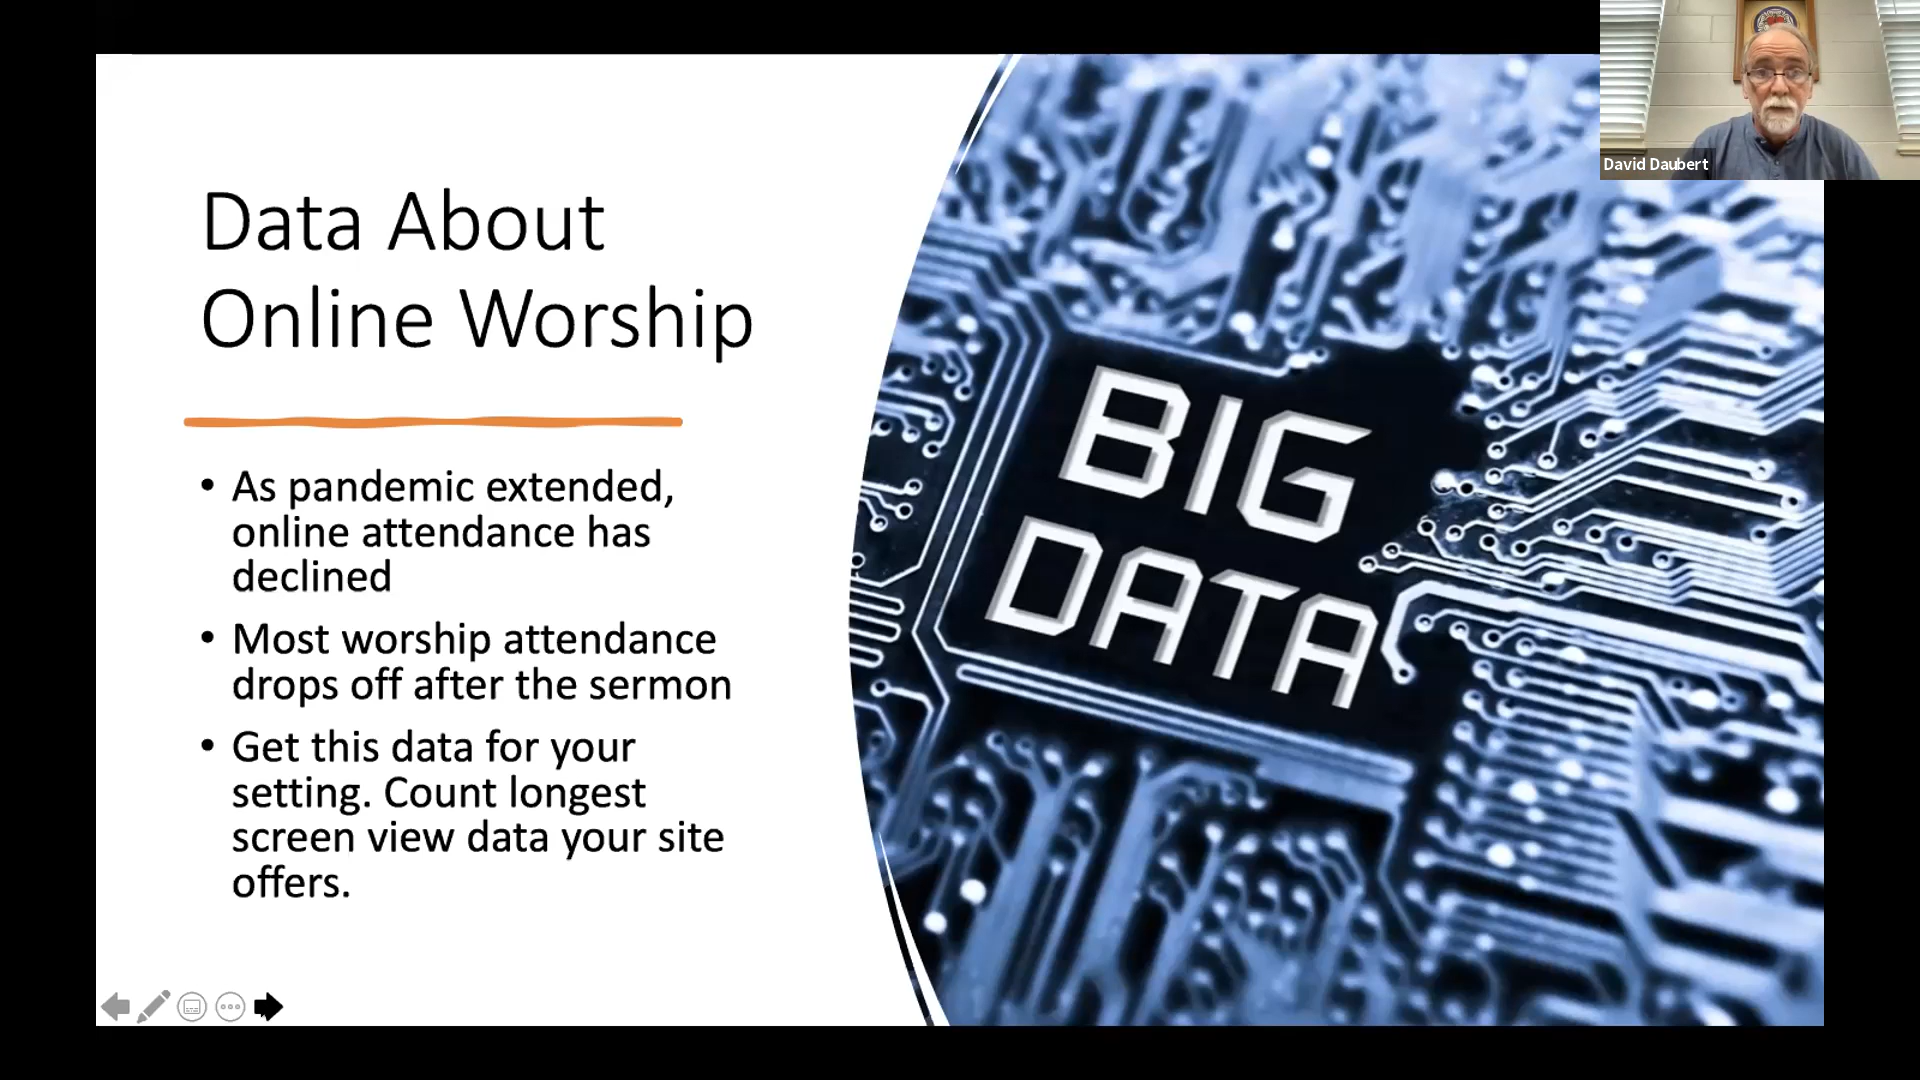 David Daubert
Data About
Online Worship
• As pandemic extended,
online attendance has
declined
• Most worship attendance
drops off after the sermon
• Get this data for your
setting. Count longest
screen view data your site
offers.
BIG
DATA